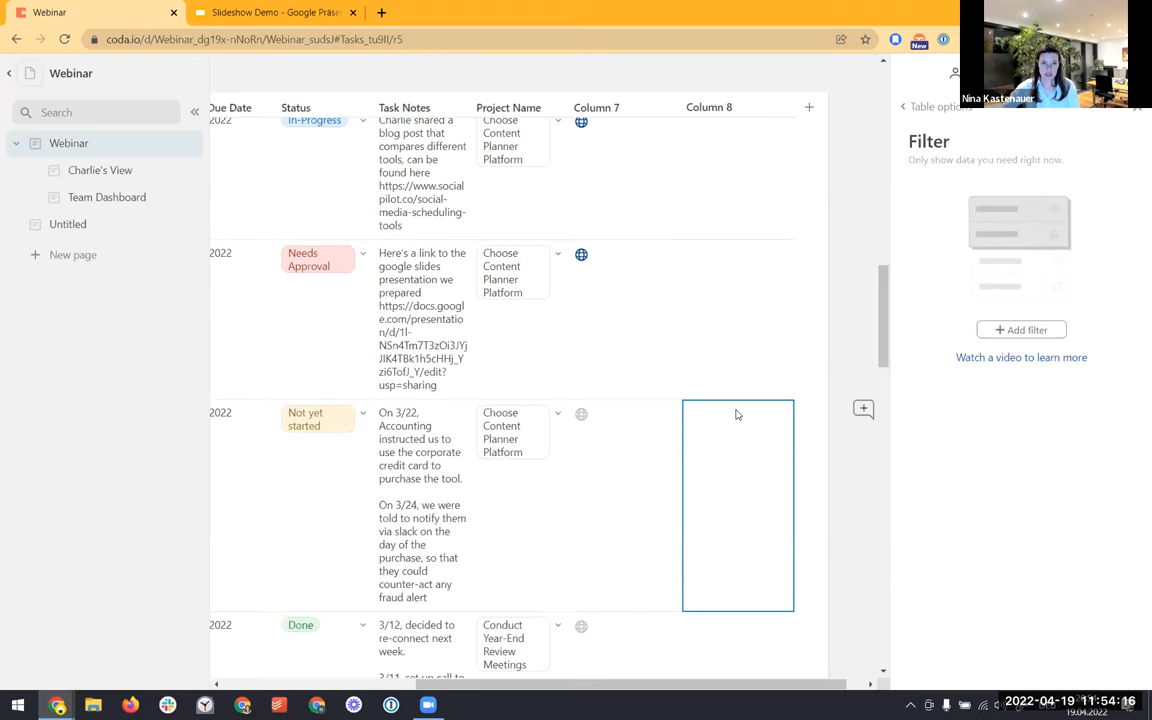 Webinar
Slideshow Demo - Google Präse
coda.io/d/Webinar_dg19x-nNoRn/Webinar_sudsJ#Tasks_tu9lI/r5
New
Nina Kastenauer
Webinar
Search
Webinar
Charlie's View
Team Dashboard
Untitled
New page
Due Date
Status
Task Notes
Project Name
Column 7
Column 8
2022
In-Progress
Charlie shared a
blog post that
compares different
tools, can be
found here
https://www.social
pilot.co/social-
media-scheduling-
tools
Choose
Content
Planner
Platform
2022
Needs
Approval
Here's a link to the
google slides
presentation we
prepared
https://docs.googl
e.com/presentatio
n/d/1l-
NSn4Tm7T3zOi3JYj
JIK4TBk1h5cHHj_Y
zi6TofJ_Y/edit?
usp=sharing
Choose
Content
Planner
Platform
2022
Not yet
started
On 3/22,
Accounting
instructed us to
use the corporate
credit card to
purchase the tool.
On 3/24, we were
told to notify them
via slack on the
day of the
purchase, so that
they could
counter-act any
fraud alert
Choose
Content
Planner
Platform
2022
Done
3/12, decided to
re-connect next
week.
3/11, set up call to
Conduct
Year-End
Review
Meetings
Table options
Filter
Only show data you need right now.
Add filter
Watch a video to learn more
2022-04-19 11:54:16
19.04.2022